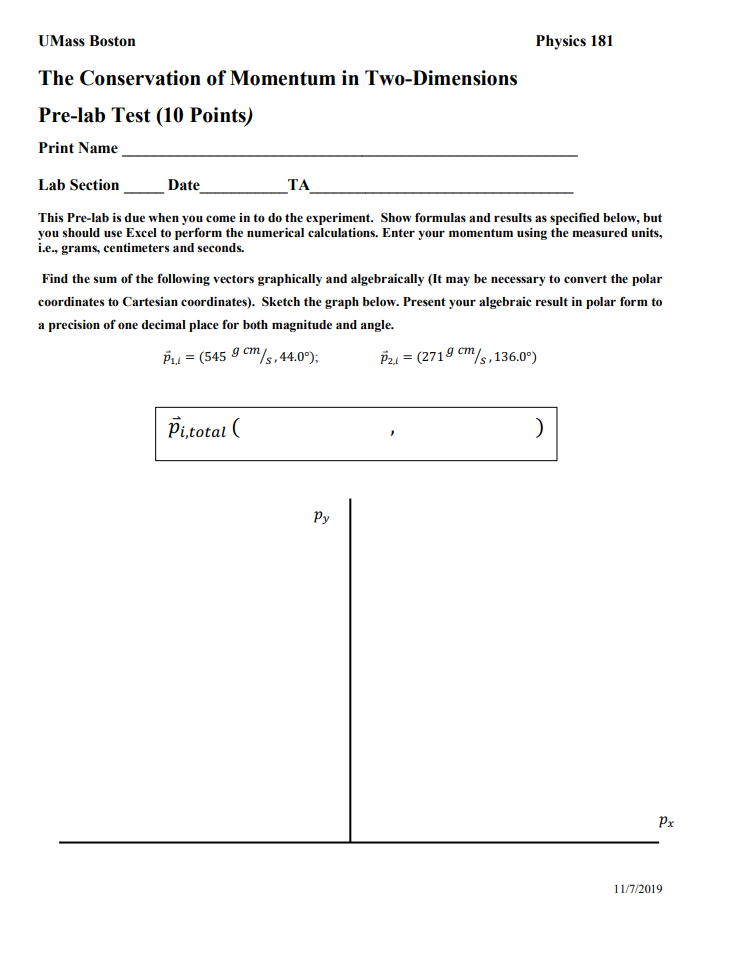 UMass Boston Physics 181
The Conservation of Momentum in Two-Dimensions
Pre-lab Test (10 Points)
Print Name ____________________________________________________________
Lab Section _____ Date___________TA_________________________________
This Pre-lab is due when you come in to do the experiment. Show formulas and results as specified below, but
you should use Excel to perform the numerical calculations. Enter your momentum using the measured units,
i.e., grams, centimeters and seconds.
Find the sum of the following vectors graphically and algebraically (It may be necessary to convert the polar
coordinates to Cartesian coordinates). Sketch the graph below. Present your algebraic result in polar form to
a precision of one decimal place for both magnitude and angle.
p⃗₁,ᵢ = (545 g cm/s , 44.0°); p⃗₂,ᵢ = (271 g cm/s , 136.0°)
p⃗i,total ( , )
py
px
11/7/2019